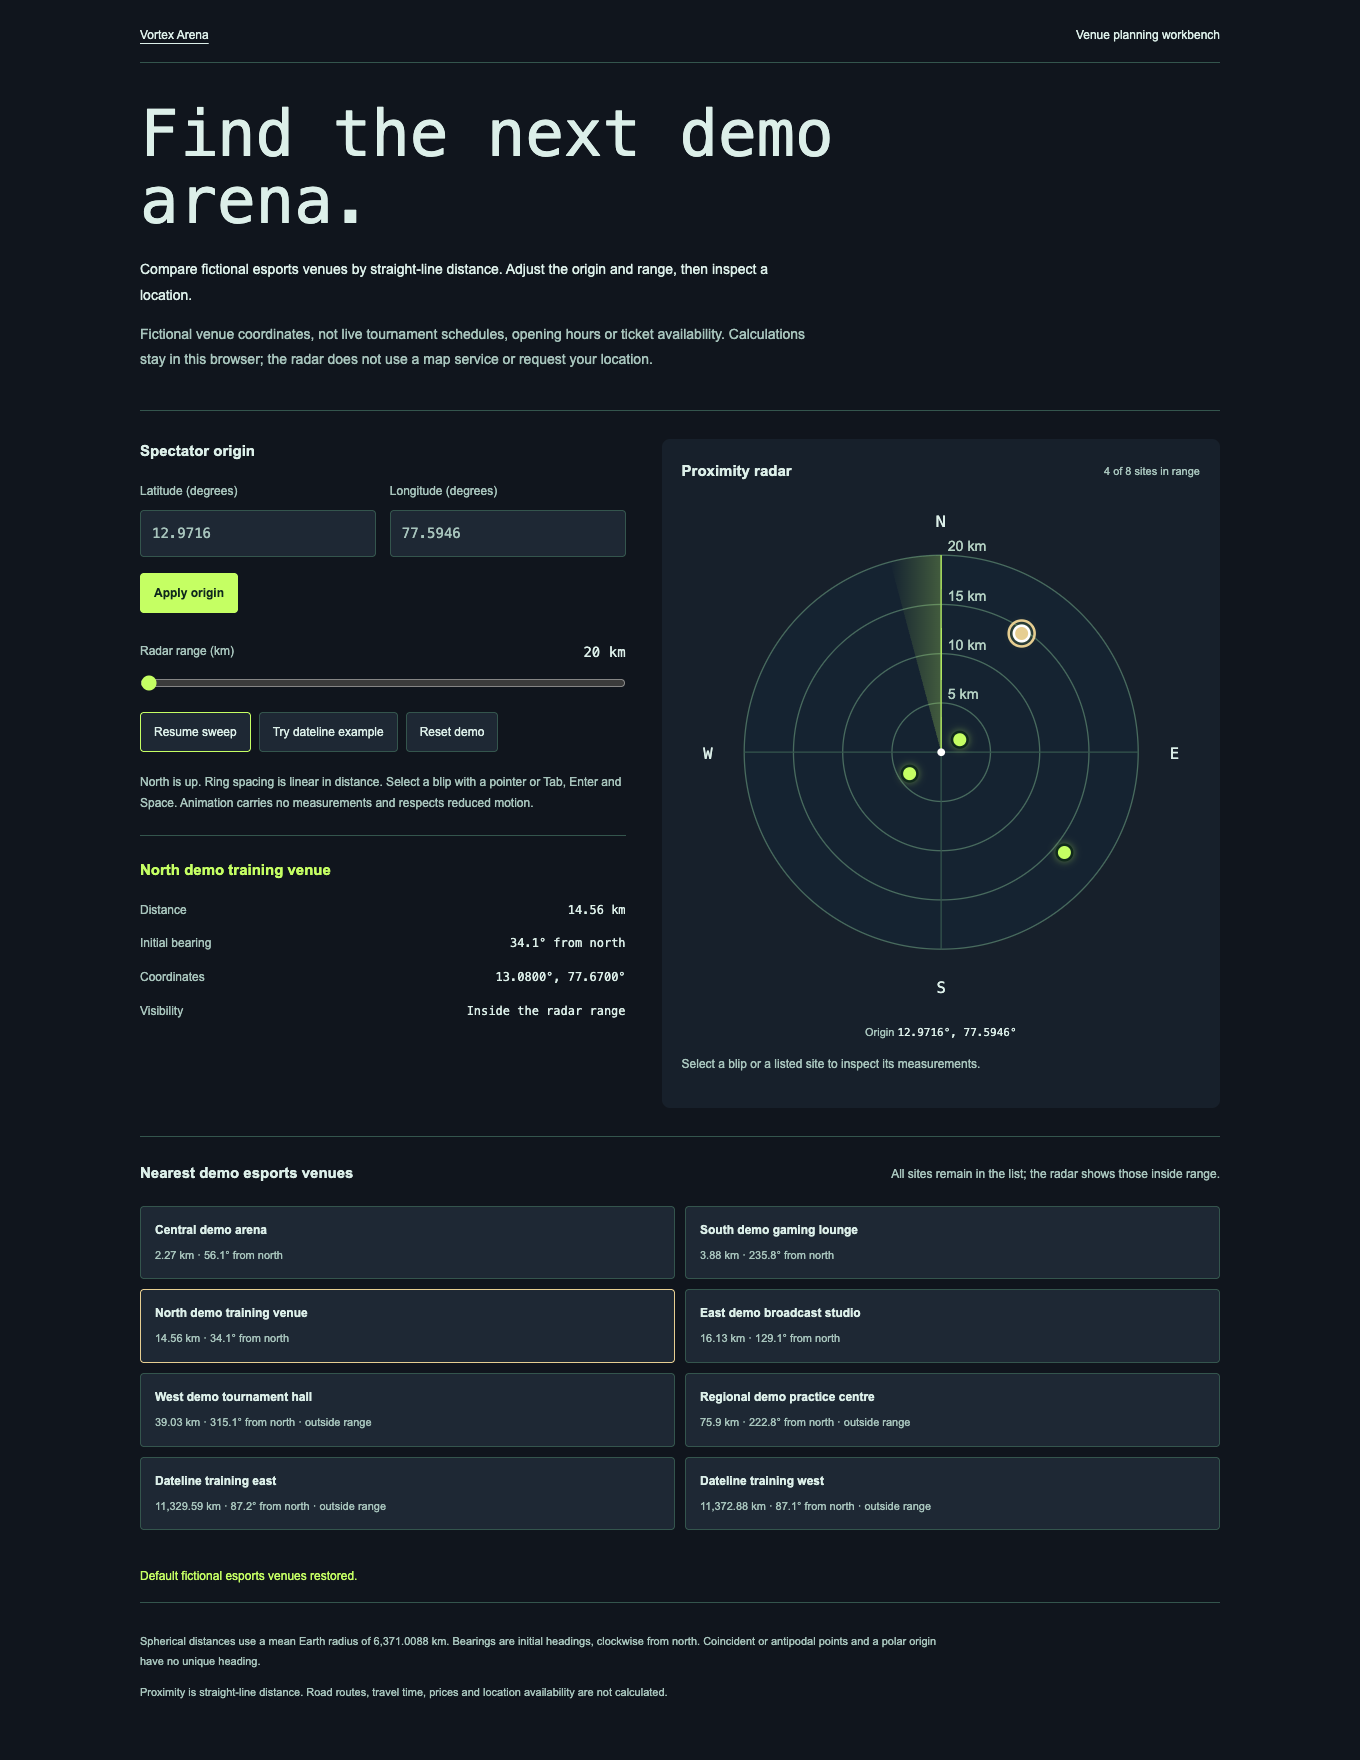 Vortex Arena
Venue planning workbench
Find the next demo
arena.
Compare fictional esports venues by straight-line distance. Adjust the origin and range, then inspect a
location.
Fictional venue coordinates, not live tournament schedules, opening hours or ticket availability. Calculations
stay in this browser; the radar does not use a map service or request your location.
Spectator origin
Latitude (degrees)
Longitude (degrees)
12.9716
77.5946
Apply origin
Radar range (km)
20 km
Resume sweep
Try dateline example
Reset demo
North is up. Ring spacing is linear in distance. Select a blip with a pointer or Tab, Enter and
Space. Animation carries no measurements and respects reduced motion.
North demo training venue
Distance
14.56 km
Initial bearing
34.1° from north
Coordinates
13.0800°, 77.6700°
Visibility
Inside the radar range
Proximity radar
4 of 8 sites in range
N
20 km
15 km
10 km
5 km
W
E
S
Origin 12.9716°, 77.5946°
Select a blip or a listed site to inspect its measurements.
Nearest demo esports venues
All sites remain in the list; the radar shows those inside range.
Central demo arena
2.27 km · 56.1° from north
South demo gaming lounge
3.88 km · 235.8° from north
North demo training venue
14.56 km · 34.1° from north
East demo broadcast studio
16.13 km · 129.1° from north
West demo tournament hall
39.03 km · 315.1° from north · outside range
Regional demo practice centre
75.9 km · 222.8° from north · outside range
Dateline training east
11,329.59 km · 87.2° from north · outside range
Dateline training west
11,372.88 km · 87.1° from north · outside range
Default fictional esports venues restored.
Spherical distances use a mean Earth radius of 6,371.0088 km. Bearings are initial headings, clockwise from north. Coincident or antipodal points and a polar origin
have no unique heading.
Proximity is straight-line distance. Road routes, travel time, prices and location availability are not calculated.